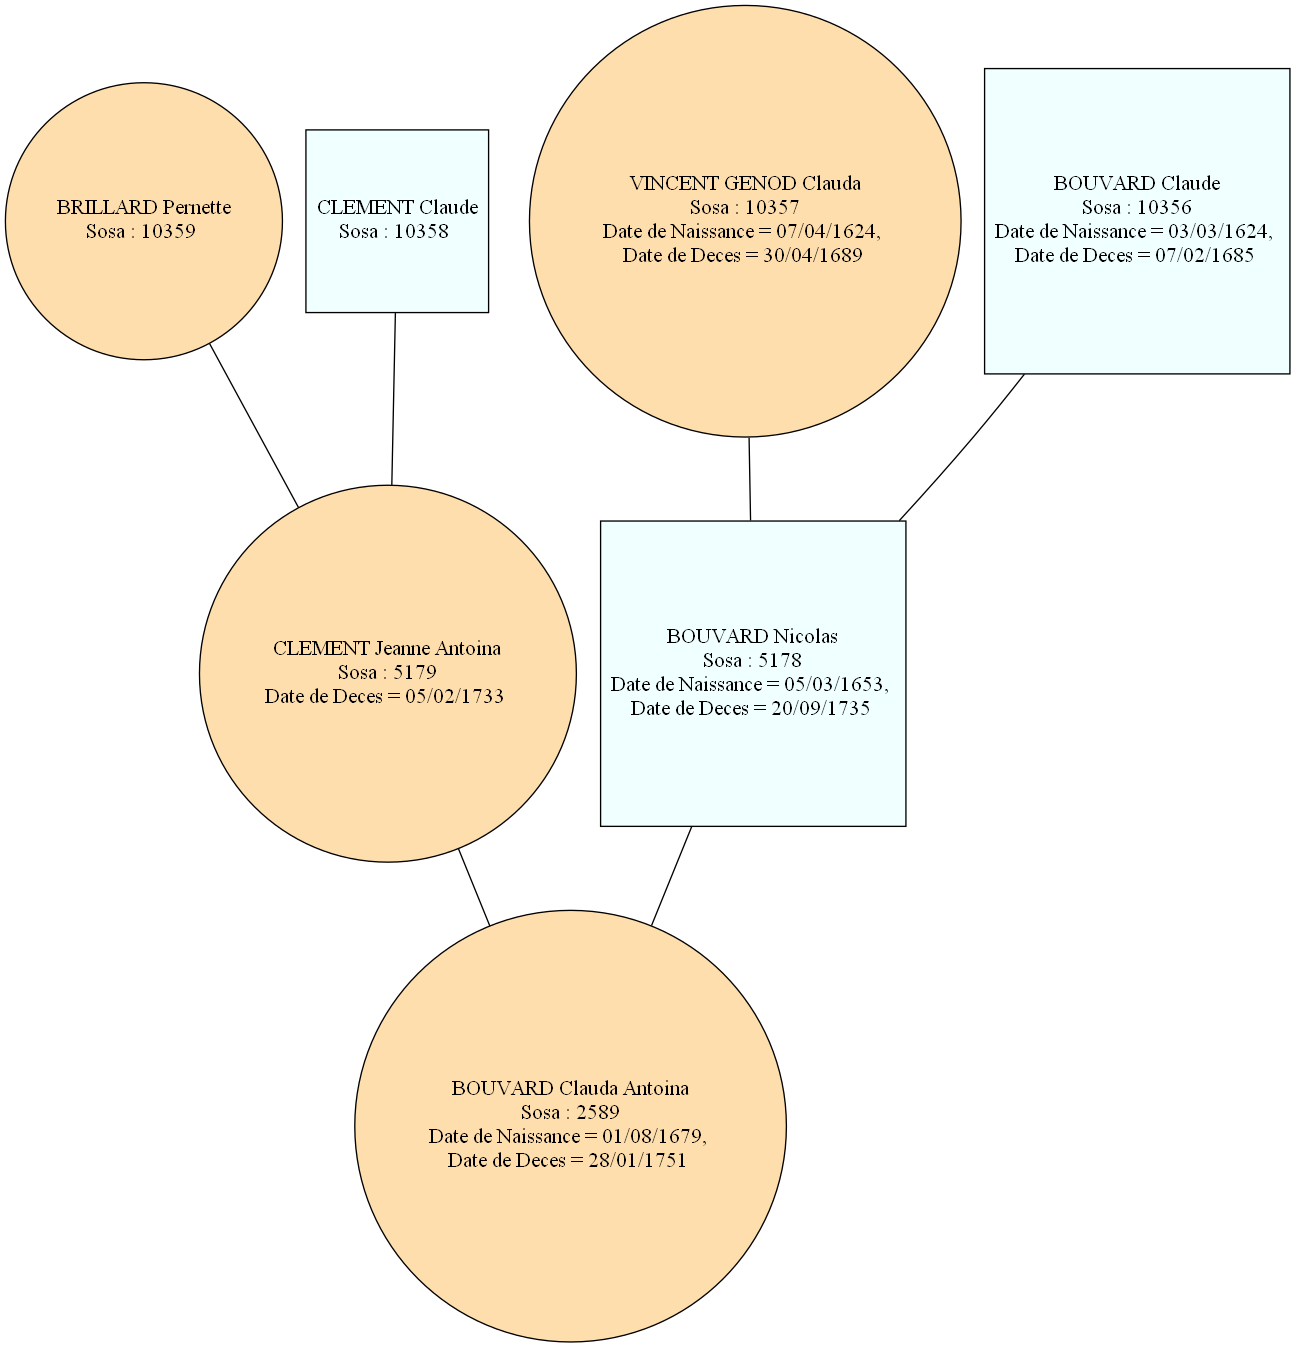 BRILLARD Pernette
Sosa : 10359
CLEMENT Claude
Sosa : 10358
VINCENT GENOD Clauda
Sosa : 10357
Date de Naissance = 07/04/1624,
Date de Deces = 30/04/1689
BOUVARD Claude
Sosa : 10356
Date de Naissance = 03/03/1624,
Date de Deces = 07/02/1685
CLEMENT Jeanne Antoina
Sosa : 5179
Date de Deces = 05/02/1733
BOUVARD Nicolas
Sosa : 5178
Date de Naissance = 05/03/1653,
Date de Deces = 20/09/1735
BOUVARD Clauda Antoina
Sosa : 2589
Date de Naissance = 01/08/1679,
Date de Deces = 28/01/1751